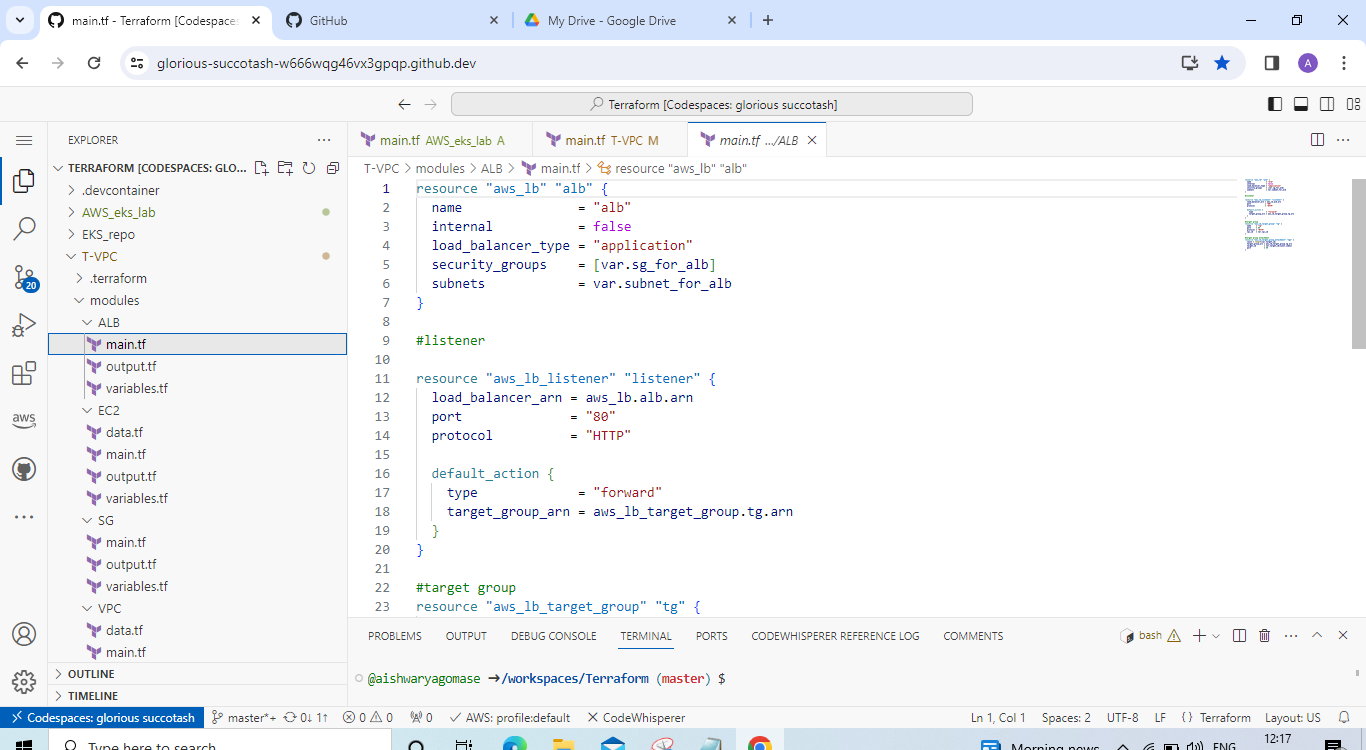 main.tf - Terraform [Codespaces
GitHub
My Drive - Google Drive
glorious-succotash-w666wqg46vx3gpqp.github.dev
A
Terraform [Codespaces: glorious succotash]
EXPLORER
main.tf AWS_eks_lab A
main.tf T-VPC M
main.tf .../ALB
TERRAFORM [CODESPACES: GLO...
T-VPC > modules > ALB > main.tf > resource "aws_lb" "alb"
.devcontainer
AWS_eks_lab
EKS_repo
T-VPC
.terraform
modules
ALB
main.tf
output.tf
variables.tf
EC2
data.tf
main.tf
output.tf
variables.tf
SG
main.tf
output.tf
variables.tf
VPC
data.tf
main.tf
OUTLINE
TIMELINE
20
aws
1 resource "aws_lb" "alb" {
2 name = "alb"
3 internal = false
4 load_balancer_type = "application"
5 security_groups = [var.sg_for_alb]
6 subnets = var.subnet_for_alb
7 }
8
9 #listener
10
11 resource "aws_lb_listener" "listener" {
12 load_balancer_arn = aws_lb.alb.arn
13 port = "80"
14 protocol = "HTTP"
15
16 default_action {
17 type = "forward"
18 target_group_arn = aws_lb_target_group.tg.arn
19 }
20 }
21
22 #target group
23 resource "aws_lb_target_group" "tg" {
PROBLEMS OUTPUT DEBUG CONSOLE TERMINAL PORTS CODEWHISPERER REFERENCE LOG COMMENTS
bash
@aishwaryagomase →/workspaces/Terraform (master) $
Codespaces: glorious succotash master*+ 0↓ 1↑ 0 0 0 AWS: profile:default CodeWhisperer Ln 1, Col 1 Spaces: 2 UTF-8 LF {} Terraform Layout: US
Type here to search
Morning news
ENG
12:17